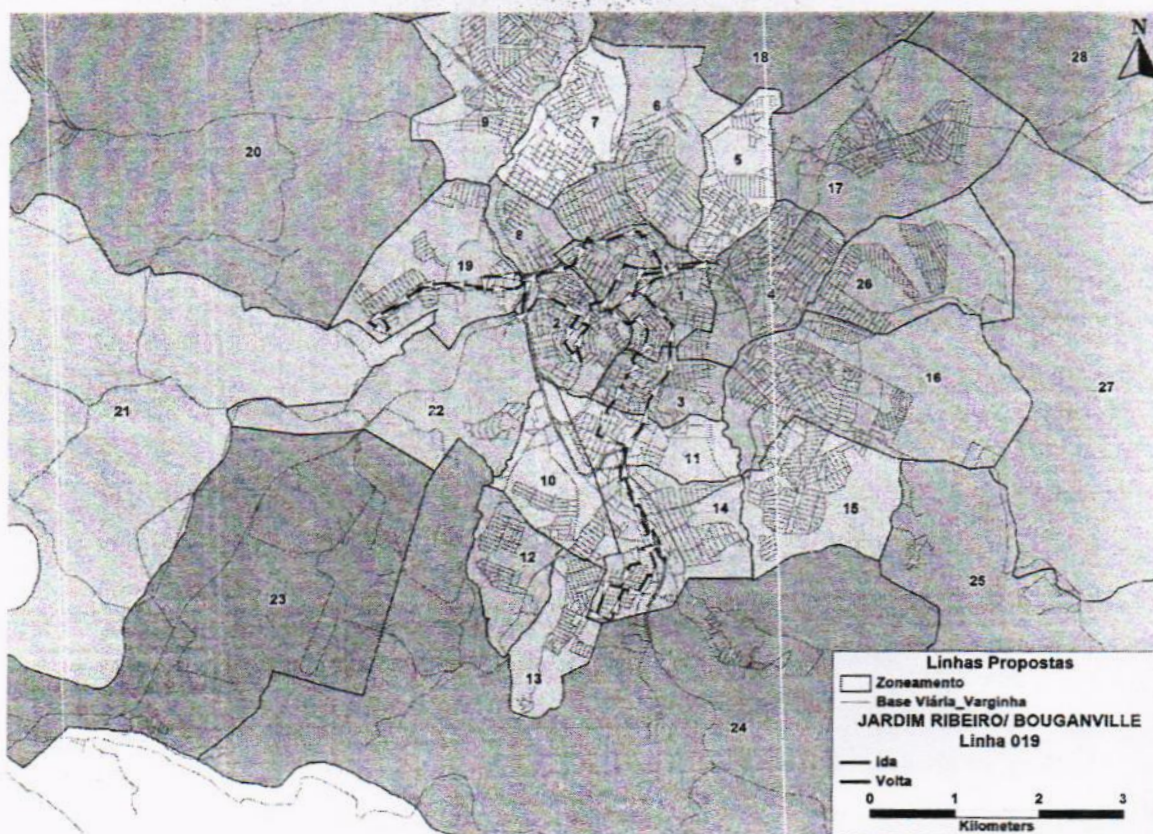 N
18
28
6
7
9
20
5
17
8
19
26
1
4
2
16
27
21
22
3
11
10
14
15
12
25
23
13
24
Linhas Propostas
Zoneamento
Base Viária_Varginha
JARDIM RIBEIRO/ BOUGANVILLE
Linha 019
Ida
Volta
0 1 2 3
Kilometers